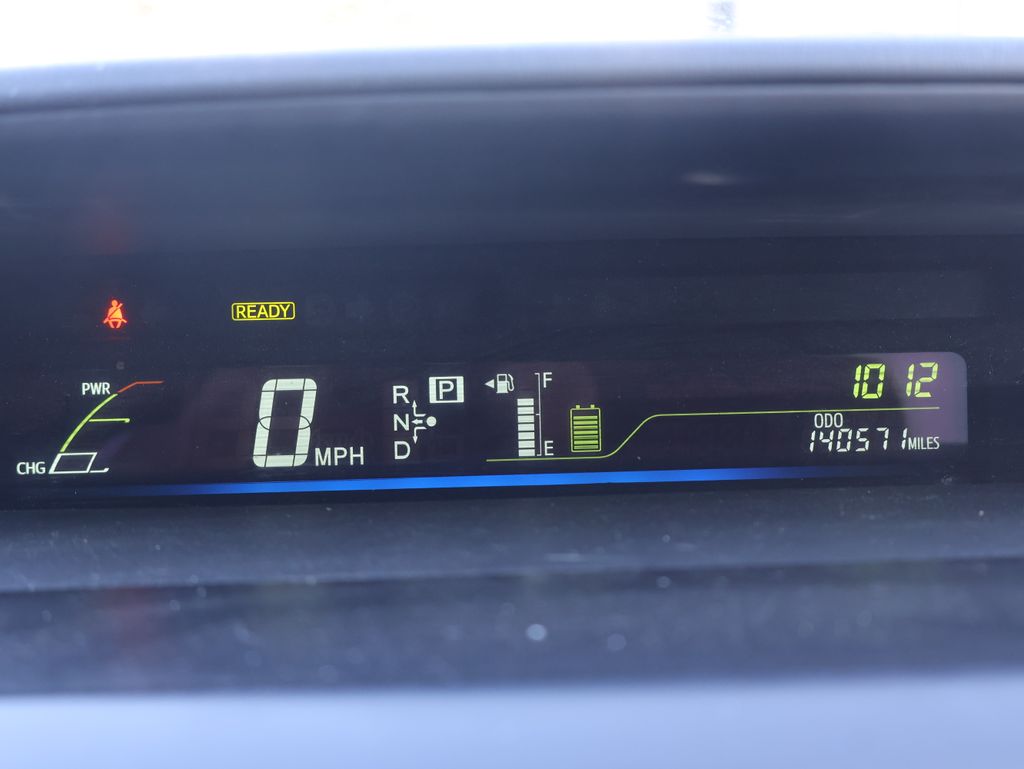 READY
PWR
CHG
0 MPH
R
N
D
P
F
E
10 12
ODO
140571 MILES